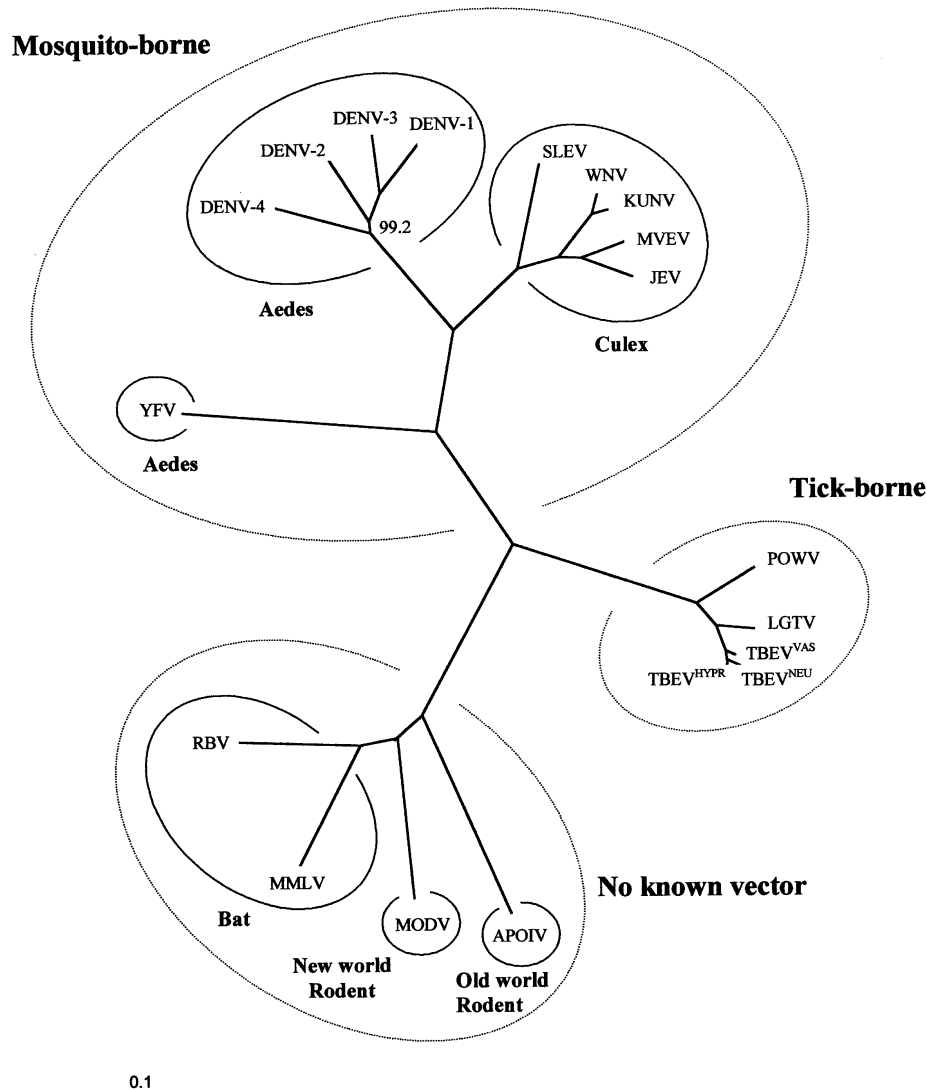 Mosquito-borne
DENV-3
DENV-1
DENV-2
DENV-4
99.2
Aedes
SLEV
WNV
KUNV
MVEV
JEV
Culex
YFV
Aedes
Tick-borne
POWV
LGTV
TBEVVAS
TBEVHYPR TBEVNEU
RBV
MMLV
Bat
MODV
New world
Rodent
APOIV
Old world
Rodent
No known vector
0.1